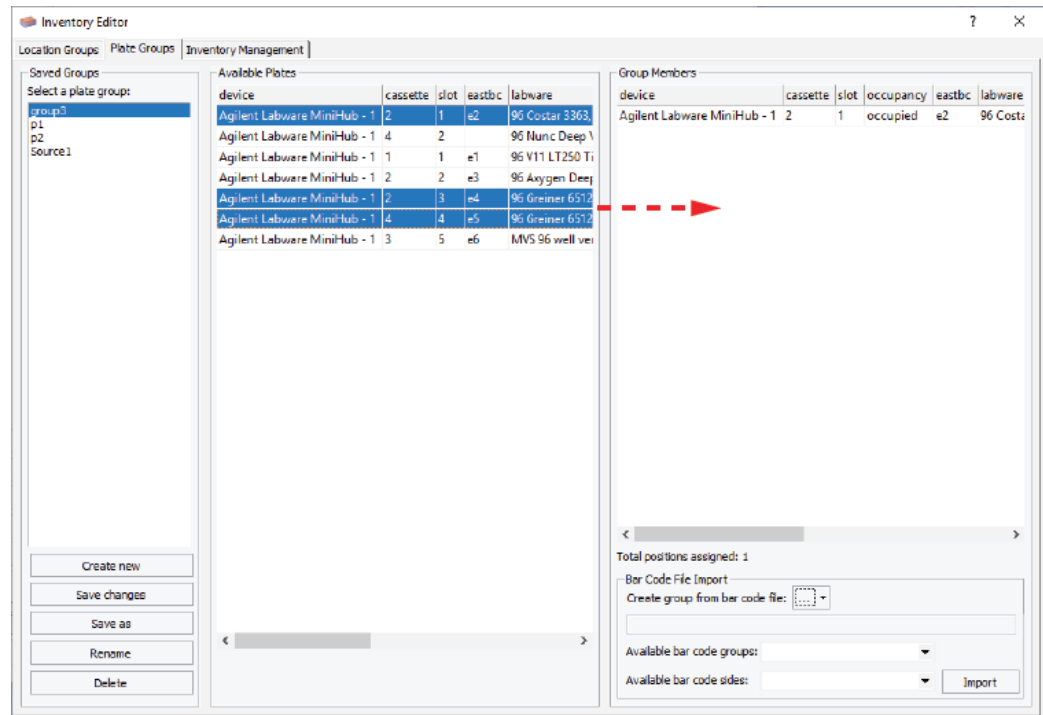 Inventory Editor ? ×
Location Groups Plate Groups Inventory Management
Saved Groups
Select a plate group:
group3
p1
p2
Source1
Create new
Save changes
Save as
Rename
Delete
Available Plates
device cassette slot eastbc labware
Agilent Labware MiniHub - 1 2 1 e2 96 Costar 3363,
Agilent Labware MiniHub - 1 4 2 96 Nunc Deep
Agilent Labware MiniHub - 1 1 1 e1 96 V11 LT250 Ti
Agilent Labware MiniHub - 1 2 2 e3 96 Axygen Deep
Agilent Labware MiniHub - 1 2 3 e4 96 Greiner 6512
Agilent Labware MiniHub - 1 4 4 e5 96 Greiner 6512
Agilent Labware MiniHub - 1 3 5 e6 MVS 96 well ver
Group Members
device cassette slot occupancy eastbc labware
Agilent Labware MiniHub - 1 2 1 occupied e2 96 Costa
Total positions assigned: 1
Bar Code File Import
Create group from bar code file: ...
Available bar code groups:
Available bar code sides:
Import